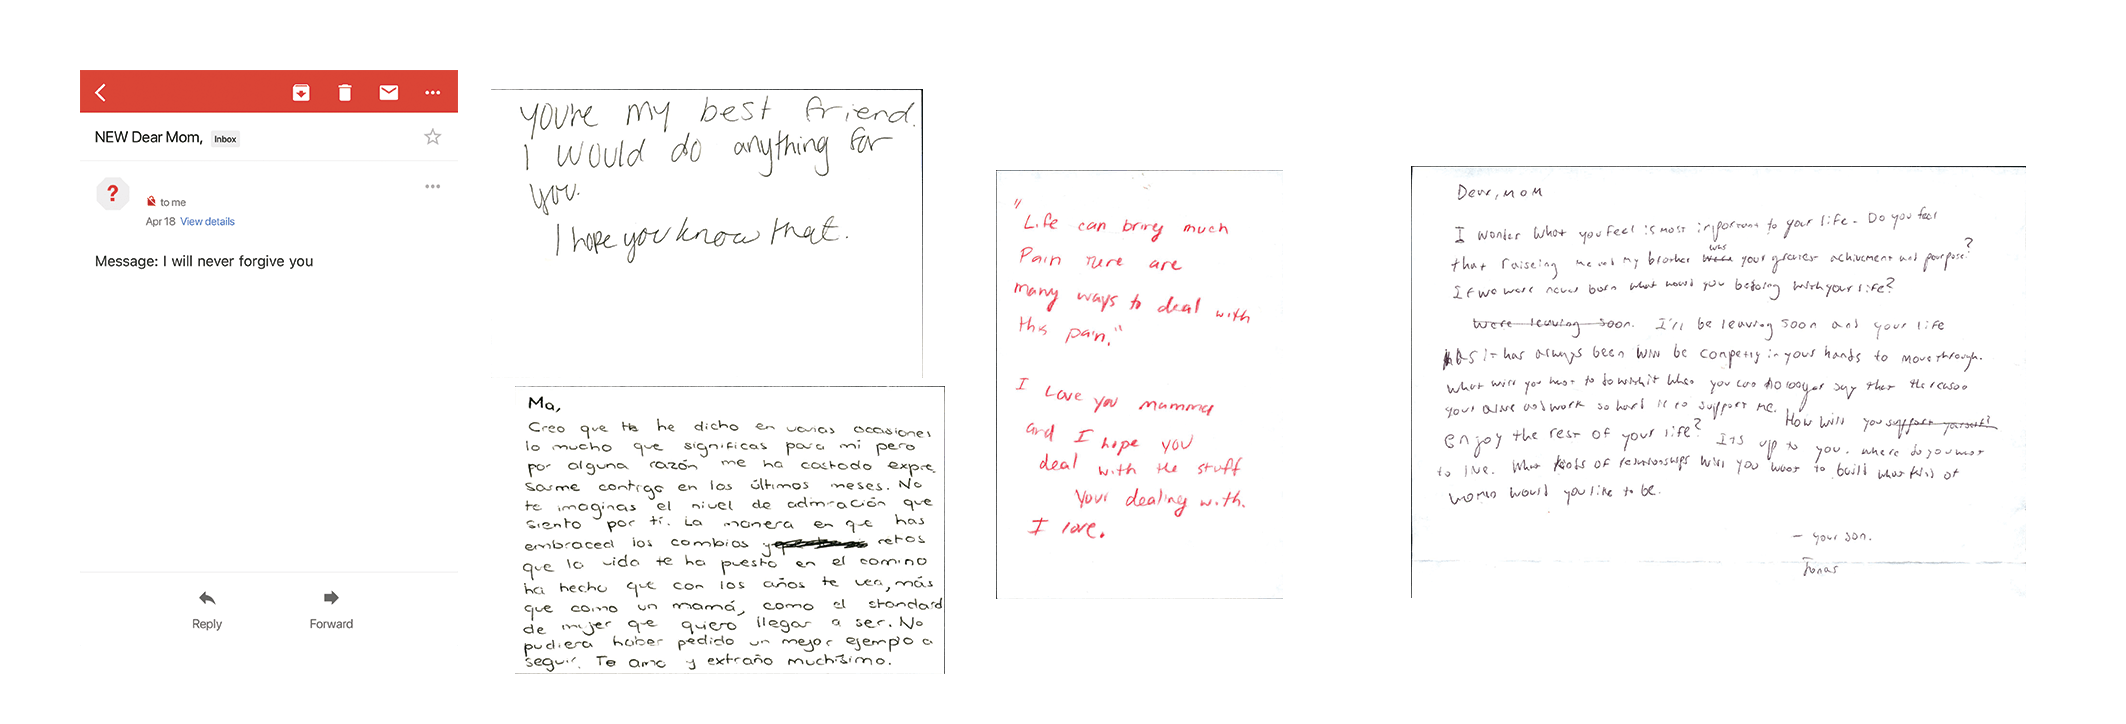 NEW Dear Mom, Inbox
?
to me
Apr 18 View details
Message: I will never forgive you
Reply
Forward
youre my best friend.
I would do anything for
you.
I hope you know that.
Ma,
Creo que te he dicho en varias occasiones
lo mucho que significas para mi pero
por alguna razón me ha costado expre
sarme contigo en los últimos meses. No
te imaginas el nivel de admiración que
siento por tí. La manera en que has
embraced los cambios y retos
que la vida te ha puesto en el camino
ha hecho que con los años te vea, más
que como un mamá, como el standard
de mujer que quiero llegar a ser. No
pudiera haber pedido un mejor ejemplo a
seguir. Te amo y extraño muchísimo.
"Life can bring much
Pain There are
many ways to deal with
this pain."
I Love you mamma
and I hope you
deal with the stuff
Your dealing with.
I love.
Dear, MOM
I wonder what you feel is most inportant to your life. Do you feel
that raiseing me and my brother was your greatest achivement and pourpose?
If we were never born what would you be doing with your life?
Were leaving soon. I'll be leaving soon and your life
As it has always been will be in your hands to move through.
What will you want to do with it when you can no longer say that the reason
your alive and work so hard is to support me. How will you support yourself?
enjoy the rest of your life? Its up to you. where do you want
to live. What kinds of relationships will you want to build what kind of
women would you like to be.
– your son.
Jonas